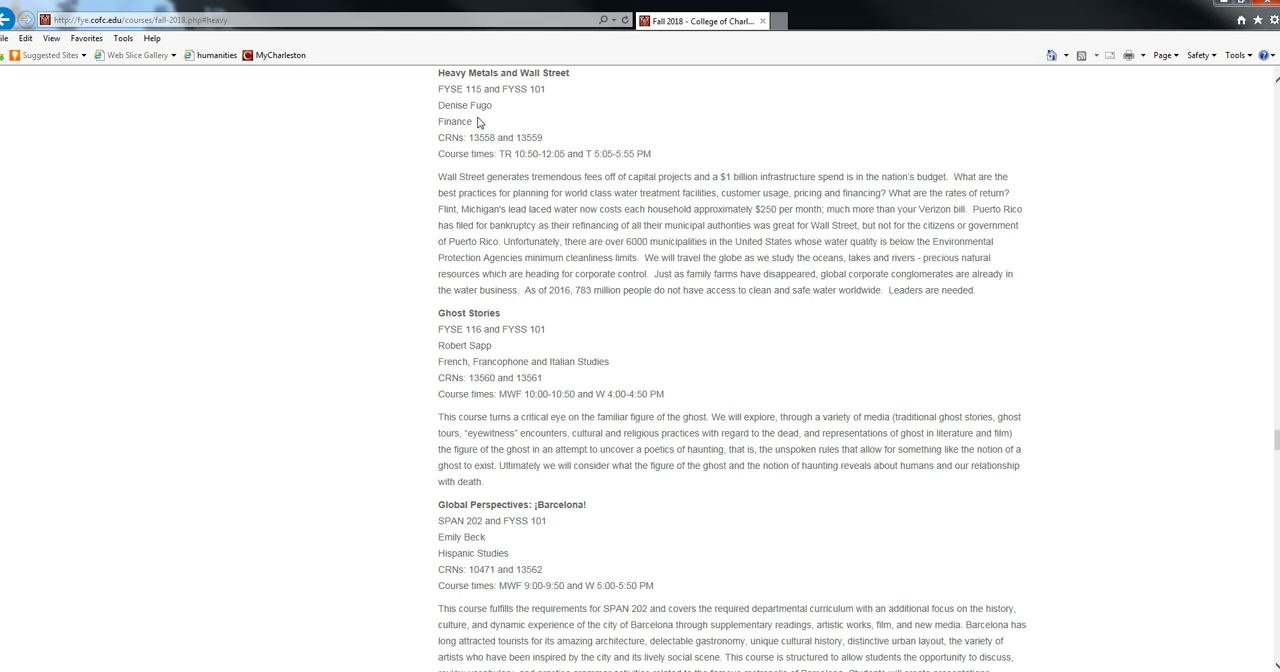 http://fye.cofc.edu/courses/fall-2018.php#heavy
Fall 2018 - College of Charl...
Edit View Favorites Tools Help
Suggested Sites Web Slice Gallery humanities MyCharleston
Page Safety Tools
Heavy Metals and Wall Street
FYSE 115 and FYSS 101
Denise Fugo
Finance
CRNs: 13558 and 13559
Course times: TR 10:50-12:05 and T 5:05-5:55 PM
Wall Street generates tremendous fees off of capital projects and a $1 billion infrastructure spend is in the nation's budget. What are the
best practices for planning for world class water treatment facilities, customer usage, pricing and financing? What are the rates of return?
Flint, Michigan's lead laced water now costs each household approximately $250 per month; much more than your Verizon bill. Puerto Rico
has filed for bankruptcy as their refinancing of all their municipal authorities was great for Wall Street, but not for the citizens or government
of Puerto Rico. Unfortunately, there are over 6000 municipalities in the United States whose water quality is below the Environmental
Protection Agencies minimum cleanliness limits. We will travel the globe as we study the oceans, lakes and rivers - precious natural
resources which are heading for corporate control. Just as family farms have disappeared, global corporate conglomerates are already in
the water business. As of 2016, 783 million people do not have access to clean and safe water worldwide. Leaders are needed.
Ghost Stories
FYSE 116 and FYSS 101
Robert Sapp
French, Francophone and Italian Studies
CRNs: 13560 and 13561
Course times: MWF 10:00-10:50 and W 4:00-4:50 PM
This course turns a critical eye on the familiar figure of the ghost. We will explore, through a variety of media (traditional ghost stories, ghost
tours, "eyewitness" encounters, cultural and religious practices with regard to the dead, and representations of ghost in literature and film)
the figure of the ghost in an attempt to uncover a poetics of haunting, that is, the unspoken rules that allow for something like the notion of a
ghost to exist. Ultimately we will consider what the figure of the ghost and the notion of haunting reveals about humans and our relationship
with death.
Global Perspectives: ¡Barcelona!
SPAN 202 and FYSS 101
Emily Beck
Hispanic Studies
CRNs: 10471 and 13562
Course times: MWF 9:00-9:50 and W 5:00-5:50 PM
This course fulfills the requirements for SPAN 202 and covers the required departmental curriculum with an additional focus on the history,
culture, and dynamic experience of the city of Barcelona through supplementary readings, artistic works, film, and new media. Barcelona has
long attracted tourists for its amazing architecture, delectable gastronomy, unique cultural history, distinctive urban layout, the variety of
artists who have been inspired by the city and its lively social scene. This course is structured to allow students the opportunity to discuss,